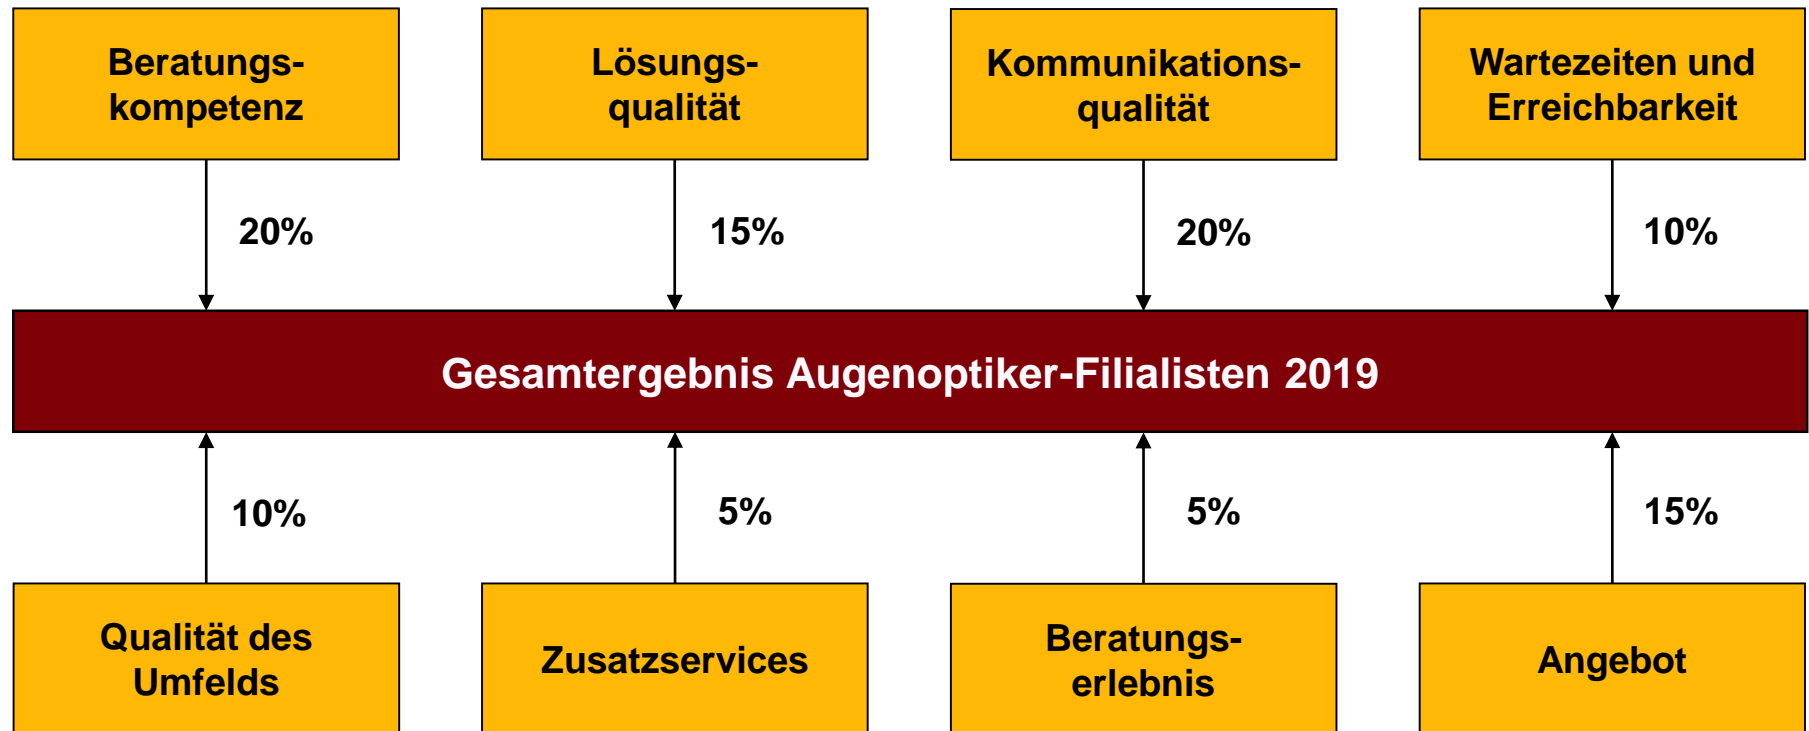 Beratungs-
kompetenz
Lösungs-
qualität
Kommunikations-
qualität
Wartezeiten und
Erreichbarkeit
20%
15%
20%
10%
Gesamtergebnis Augenoptiker-Filialisten 2019
10%
5%
5%
15%
Qualität des
Umfelds
Zusatzservices
Beratungs-
erlebnis
Angebot